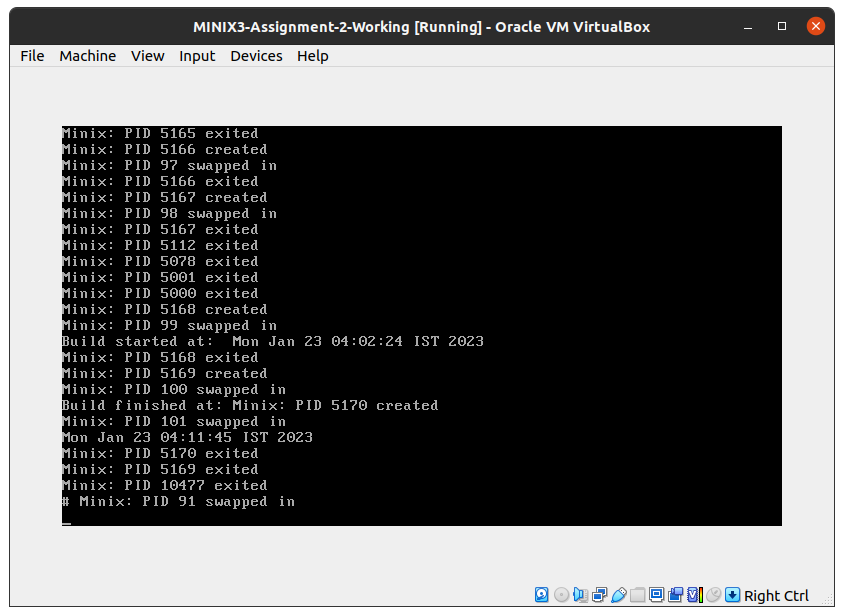 MINIX3-Assignment-2-Working [Running] - Oracle VM VirtualBox
File Machine View Input Devices Help
Minix: PID 5165 exited
Minix: PID 5166 created
Minix: PID 97 swapped in
Minix: PID 5166 exited
Minix: PID 5167 created
Minix: PID 98 swapped in
Minix: PID 5167 exited
Minix: PID 5112 exited
Minix: PID 5078 exited
Minix: PID 5001 exited
Minix: PID 5000 exited
Minix: PID 5168 created
Minix: PID 99 swapped in
Build started at:  Mon Jan 23 04:02:24 IST 2023
Minix: PID 5168 exited
Minix: PID 5169 created
Minix: PID 100 swapped in
Build finished at: Minix: PID 5170 created
Minix: PID 101 swapped in
Mon Jan 23 04:11:45 IST 2023
Minix: PID 5170 exited
Minix: PID 5169 exited
Minix: PID 10477 exited
# Minix: PID 91 swapped in
Right Ctrl